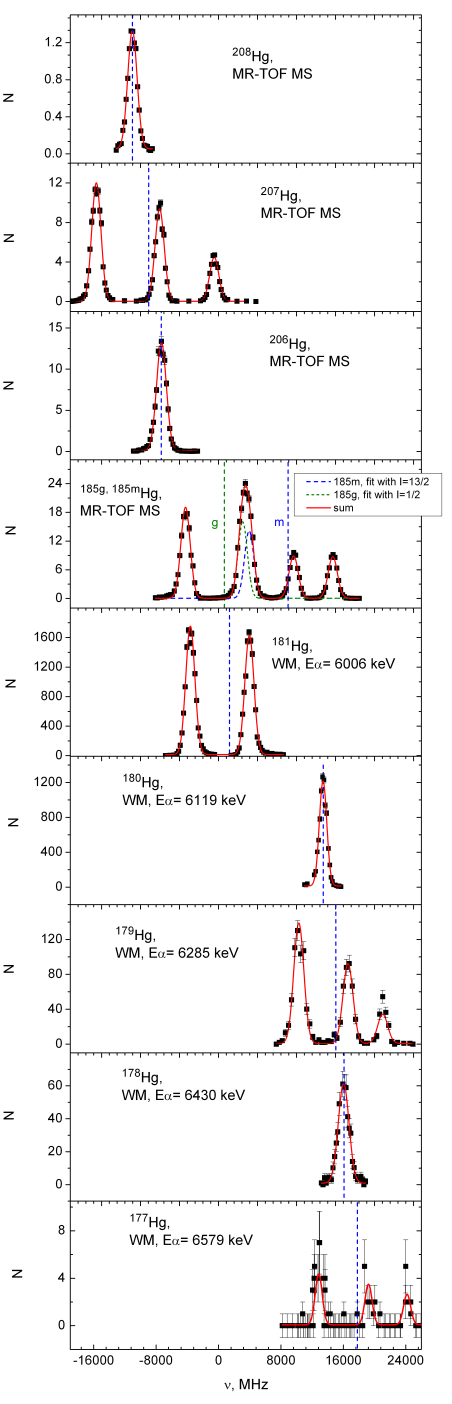 208Hg,
MR-TOF MS
N
1.2
0.8
0.4
0.0
207Hg,
MR-TOF MS
N
12
8
4
0
206Hg,
MR-TOF MS
N
15
10
5
0
185g, 185mHg,
MR-TOF MS
N
24
18
12
6
0
g
m
185m, fit with I=13/2
185g, fit with I=1/2
sum
181Hg,
WM, Eα= 6006 keV
N
1600
1200
800
400
0
180Hg,
WM, Eα= 6119 keV
N
1200
800
400
0
179Hg,
WM, Eα= 6285 keV
N
120
80
40
0
178Hg,
WM, Eα= 6430 keV
N
60
40
20
0
177Hg,
WM, Eα= 6579 keV
N
8
4
0
-16000 -8000 0 8000 16000 24000
ν, MHz